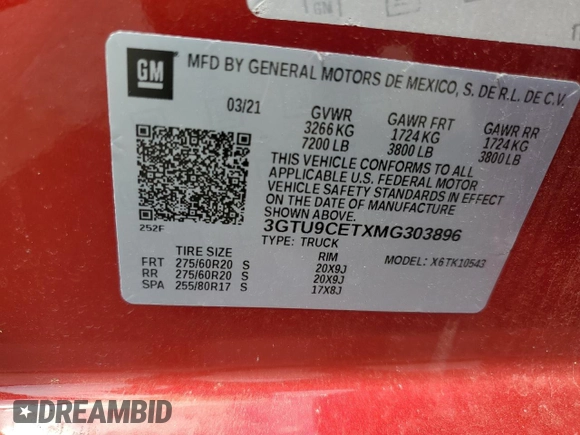 GM
MFD BY GENERAL MOTORS DE MEXICO, S. DE R.L. DE C.V.
03/21 GVWR GAWR FRT GAWR RR
3266 KG 1724 KG 1724 KG
7200 LB 3800 LB 3800 LB
THIS VEHICLE CONFORMS TO ALL
APPLICABLE U.S. FEDERAL MOTOR
VEHICLE SAFETY STANDARDS IN EFFECT
ON THE DATE OF MANUFACTURE
SHOWN ABOVE.
252F 3GTU9CETXMG303896
TYPE: TRUCK MODEL: X6TK10543
TIRE SIZE RIM
FRT 275/60R20 S 20X9J
RR 275/60R20 S 20X9J
SPA 255/80R17 S 17X8J
DREAMBID